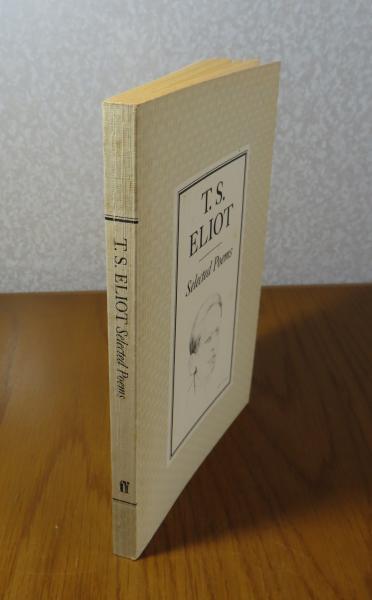 T. S. ELIOT Selected Poems
ff
T. S.
ELIOT
Selected Poems